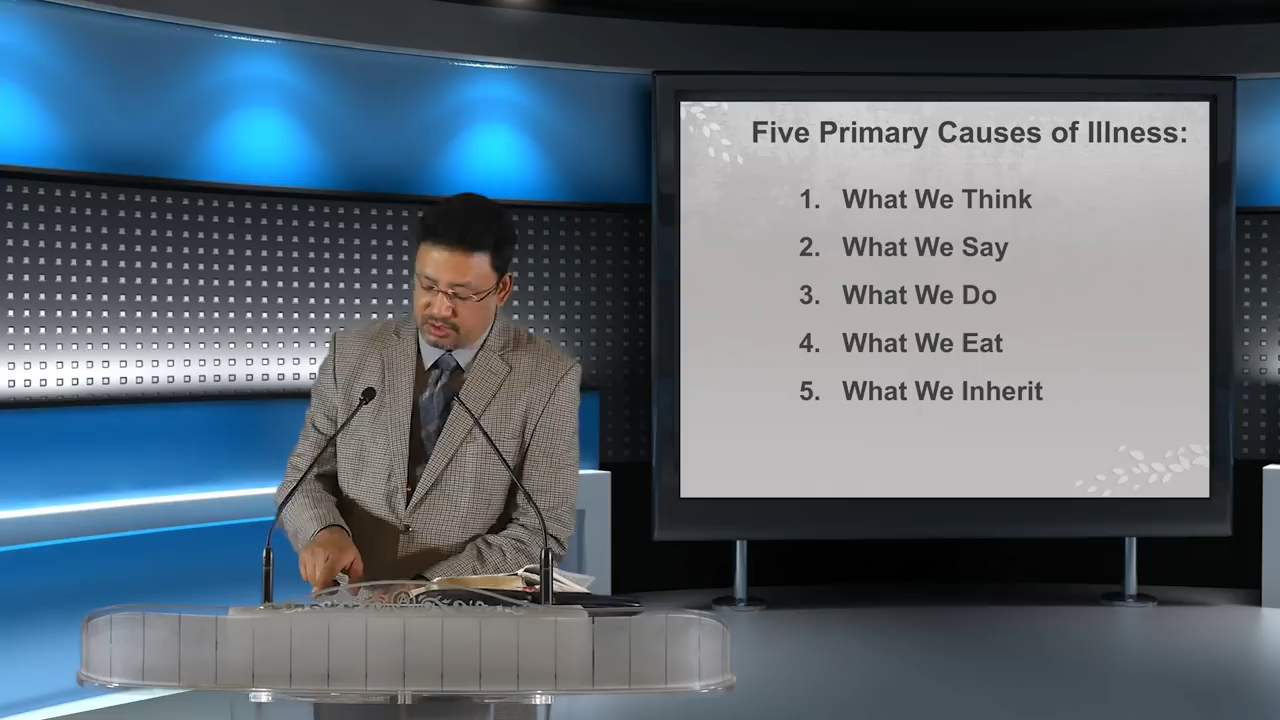 Five Primary Causes of Illness:
1. What We Think
2. What We Say
3. What We Do
4. What We Eat
5. What We Inherit